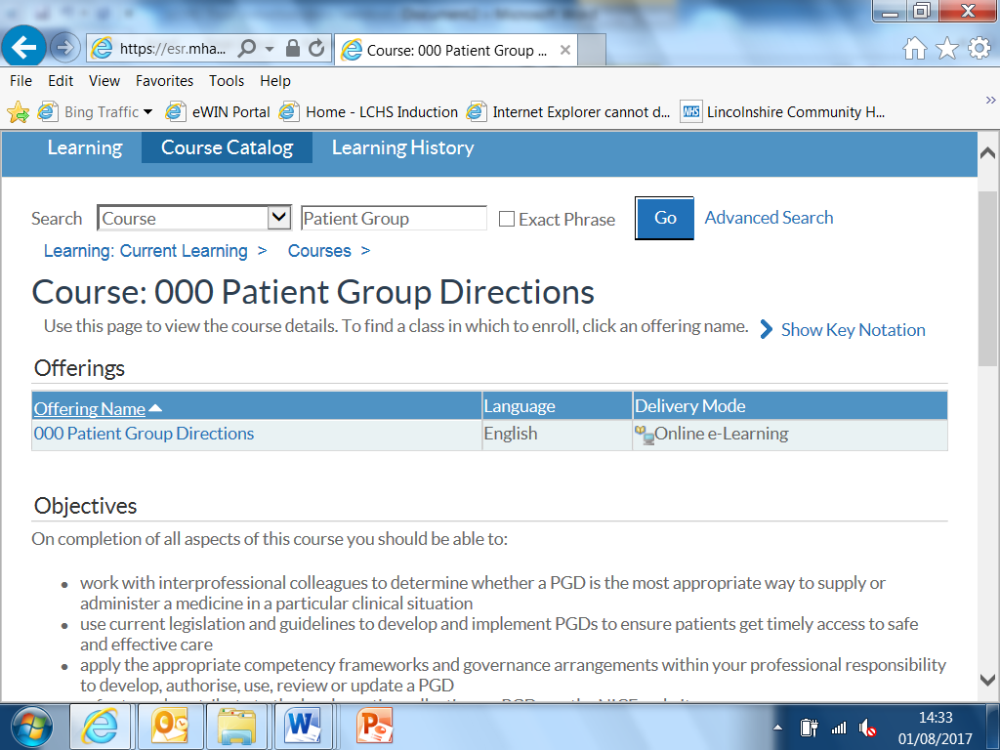 https://esr.mha...
Course: 000 Patient Group ...
File Edit View Favorites Tools Help
Bing Traffic eWIN Portal Home - LCHS Induction Internet Explorer cannot d... NHS Lincolnshire Community H...
Learning Course Catalog Learning History
Search Course Patient Group Exact Phrase Go Advanced Search
Learning: Current Learning > Courses >
Course: 000 Patient Group Directions
Use this page to view the course details. To find a class in which to enroll, click an offering name. Show Key Notation
Offerings
Offering Name Language Delivery Mode
000 Patient Group Directions English Online e-Learning
Objectives
On completion of all aspects of this course you should be able to:
work with interprofessional colleagues to determine whether a PGD is the most appropriate way to supply or
administer a medicine in a particular clinical situation
use current legislation and guidelines to develop and implement PGDs to ensure patients get timely access to safe
and effective care
apply the appropriate competency frameworks and governance arrangements within your professional responsibility
to develop, authorise, use, review or update a PGD
14:33
01/08/2017